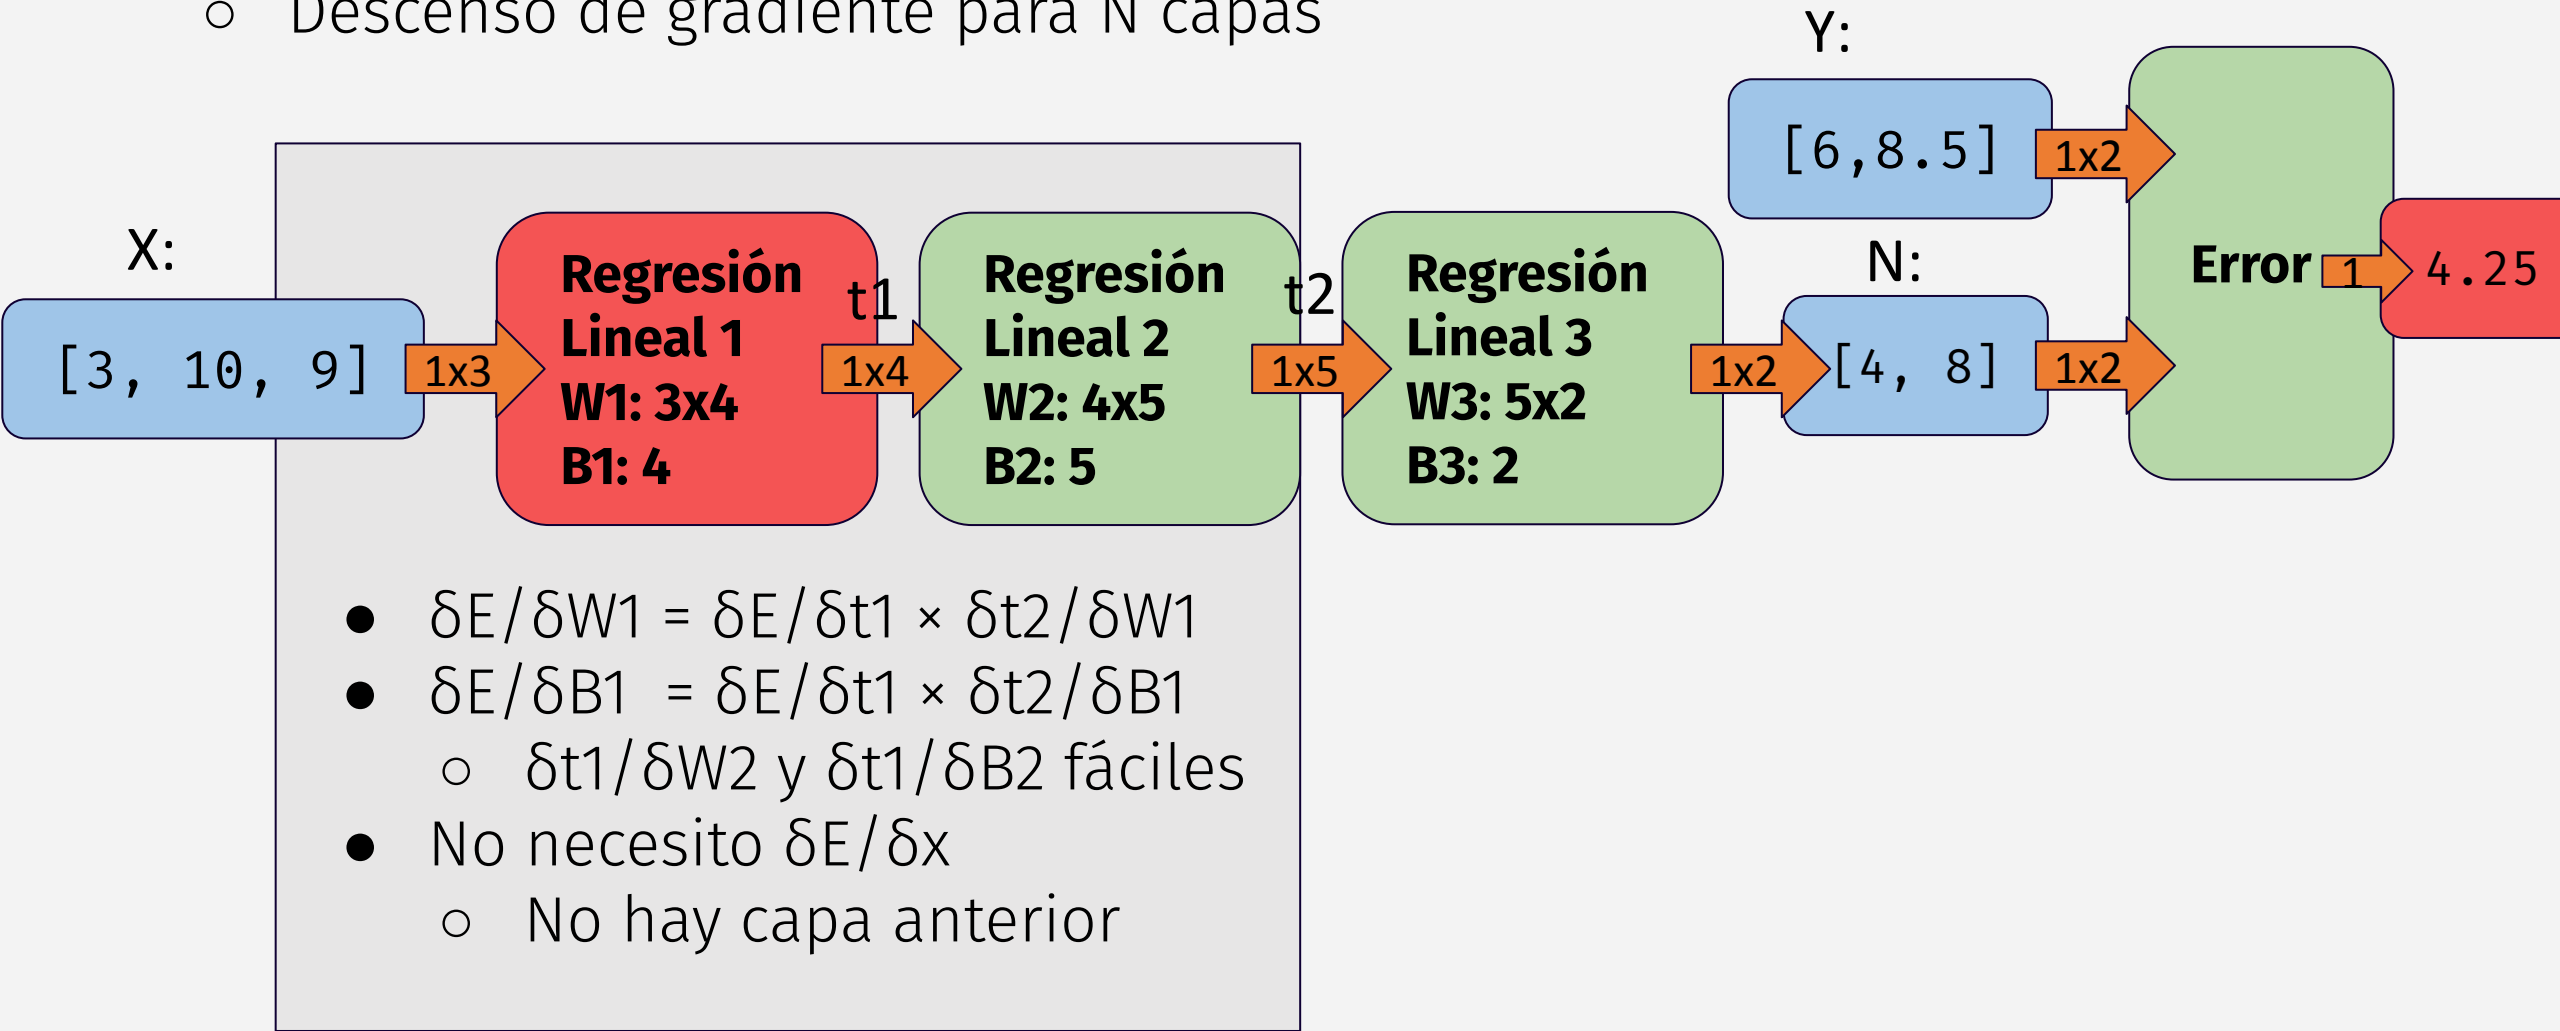 ○ Descenso de gradiente para N capas
Y:
[6,8.5]
1x2
X:
[3, 10, 9]
1x3
Regresión
Lineal 1
W1: 3x4
B1: 4
t1
1x4
Regresión
Lineal 2
W2: 4x5
B2: 5
t2
1x5
Regresión
Lineal 3
W3: 5x2
B3: 2
1x2
N:
[4, 8]
1x2
Error
1
4.25
● δE/δW1 = δE/δt1 × δt2/δW1
● δE/δB1 = δE/δt1 × δt2/δB1
○ δt1/δW2 y δt1/δB2 fáciles
● No necesito δE/δx
○ No hay capa anterior